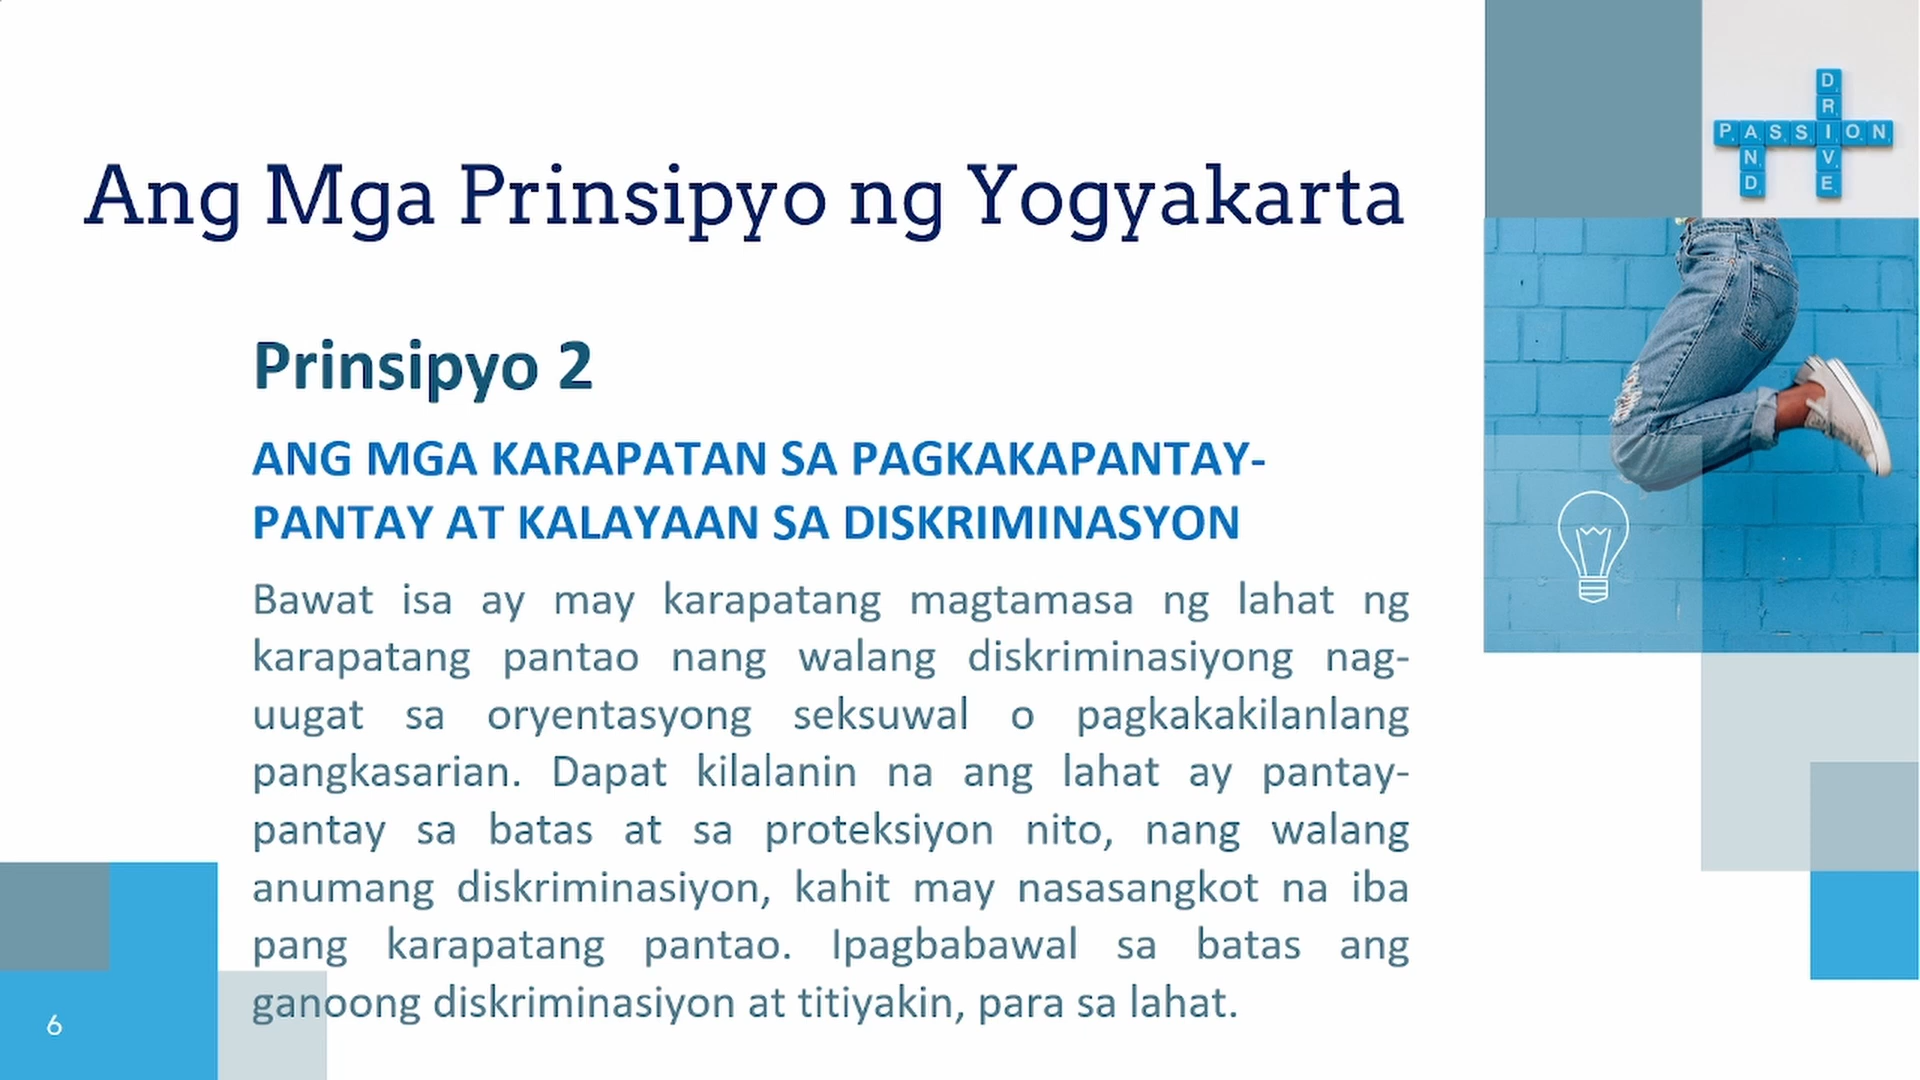 Ang Mga Prinsipyo ng Yogyakarta
Prinsipyo 2
ANG MGA KARAPATAN SA PAGKAKAPANTAY-
PANTAY AT KALAYAAN SA DISKRIMINASYON
Bawat isa ay may karapatang magtamasa ng lahat ng
karapatang pantao nang walang diskriminasiyong nag-
uugat sa oryentasyong seksuwal o pagkakakilanlang
pangkasarian. Dapat kilalanin na ang lahat ay pantay-
pantay sa batas at sa proteksiyon nito, nang walang
anumang diskriminasiyon, kahit may nasasangkot na iba
pang karapatang pantao. Ipagbabawal sa batas ang
ganoong diskriminasiyon at titiyakin, para sa lahat.
6
PASSION
AND
DRIVE